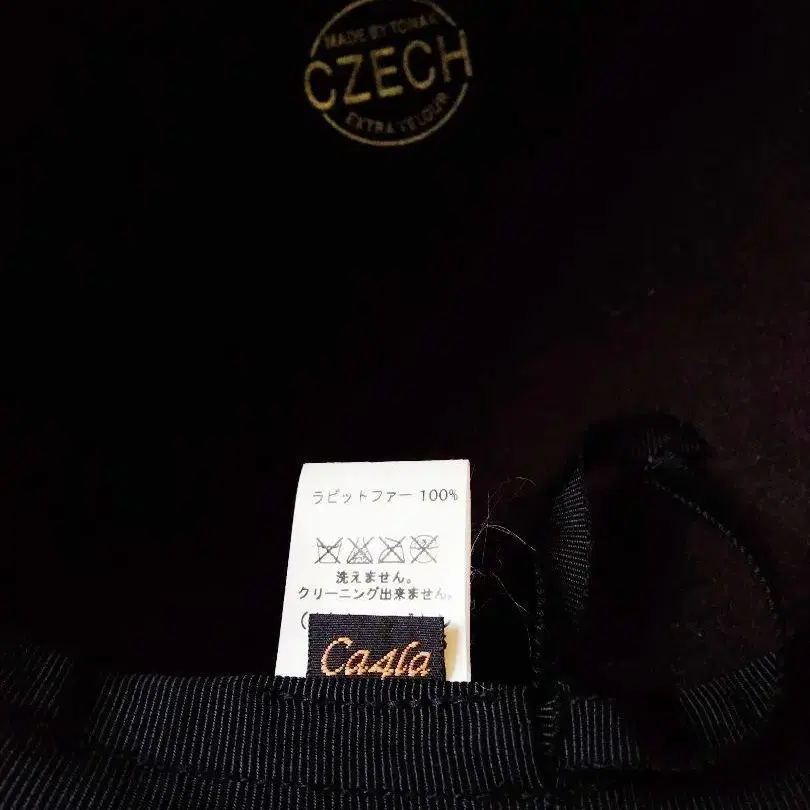 MADE BY TONAK
CZECH
EXTRA VELOUR
ラビットファー 100%
洗えません。
クリーニング出来ません。
Ca4la